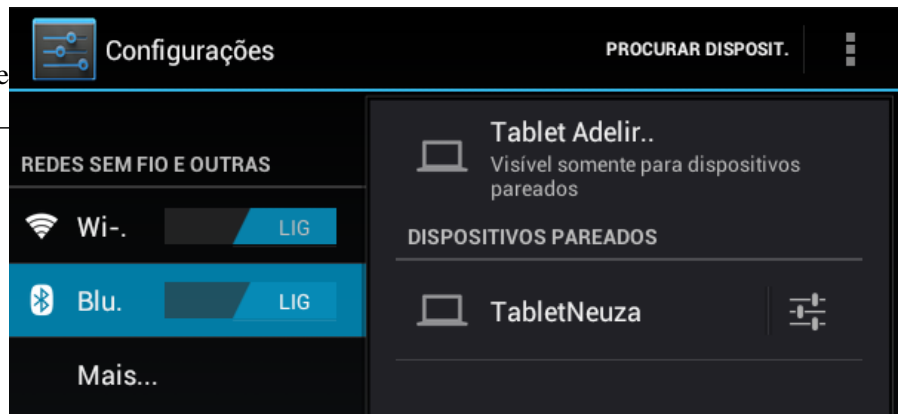 Configurações
PROCURAR DISPOSIT.
e
REDES SEM FIO E OUTRAS
Wi-.
LIG
Blu.
LIG
Mais...
Tablet Adelir..
Visível somente para dispositivos
pareados
DISPOSITIVOS PAREADOS
TabletNeuza